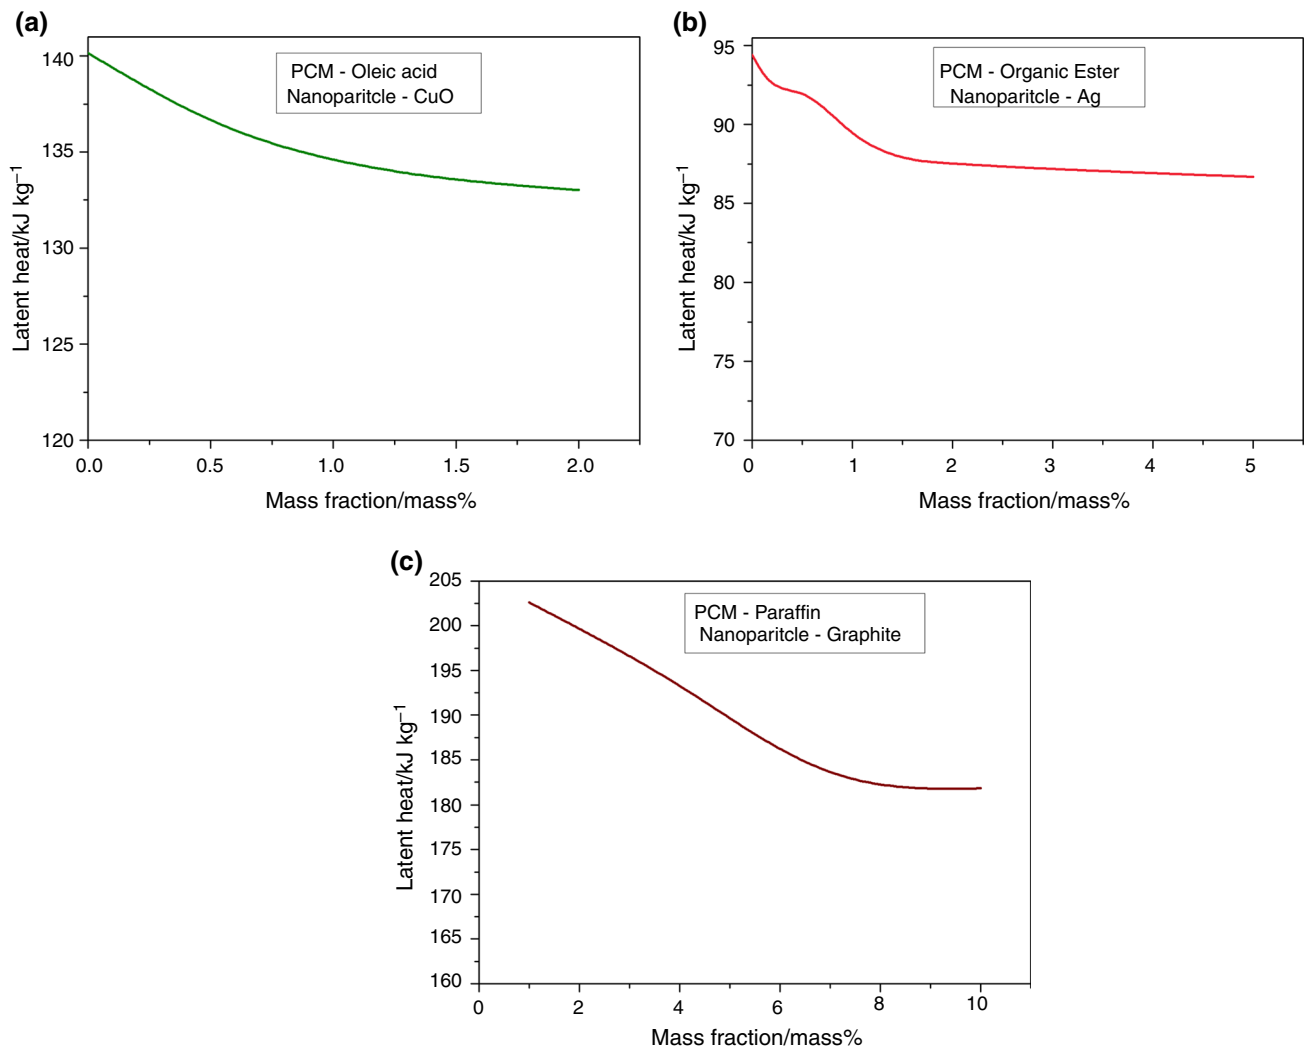 (a)
140
135
130
125
120
Latent heat/kJ kg⁻¹
PCM - Oleic acid
Nanoparitcle - CuO
0.0 0.5 1.0 1.5 2.0
Mass fraction/mass%
(b)
95
90
85
80
75
70
Latent heat/kJ kg⁻¹
PCM - Organic Ester
Nanoparitcle - Ag
0 1 2 3 4 5
Mass fraction/mass%
(c)
205
200
195
190
185
180
175
170
165
160
Latent heat/kJ kg⁻¹
PCM - Paraffin
Nanoparitcle - Graphite
0 2 4 6 8 10
Mass fraction/mass%